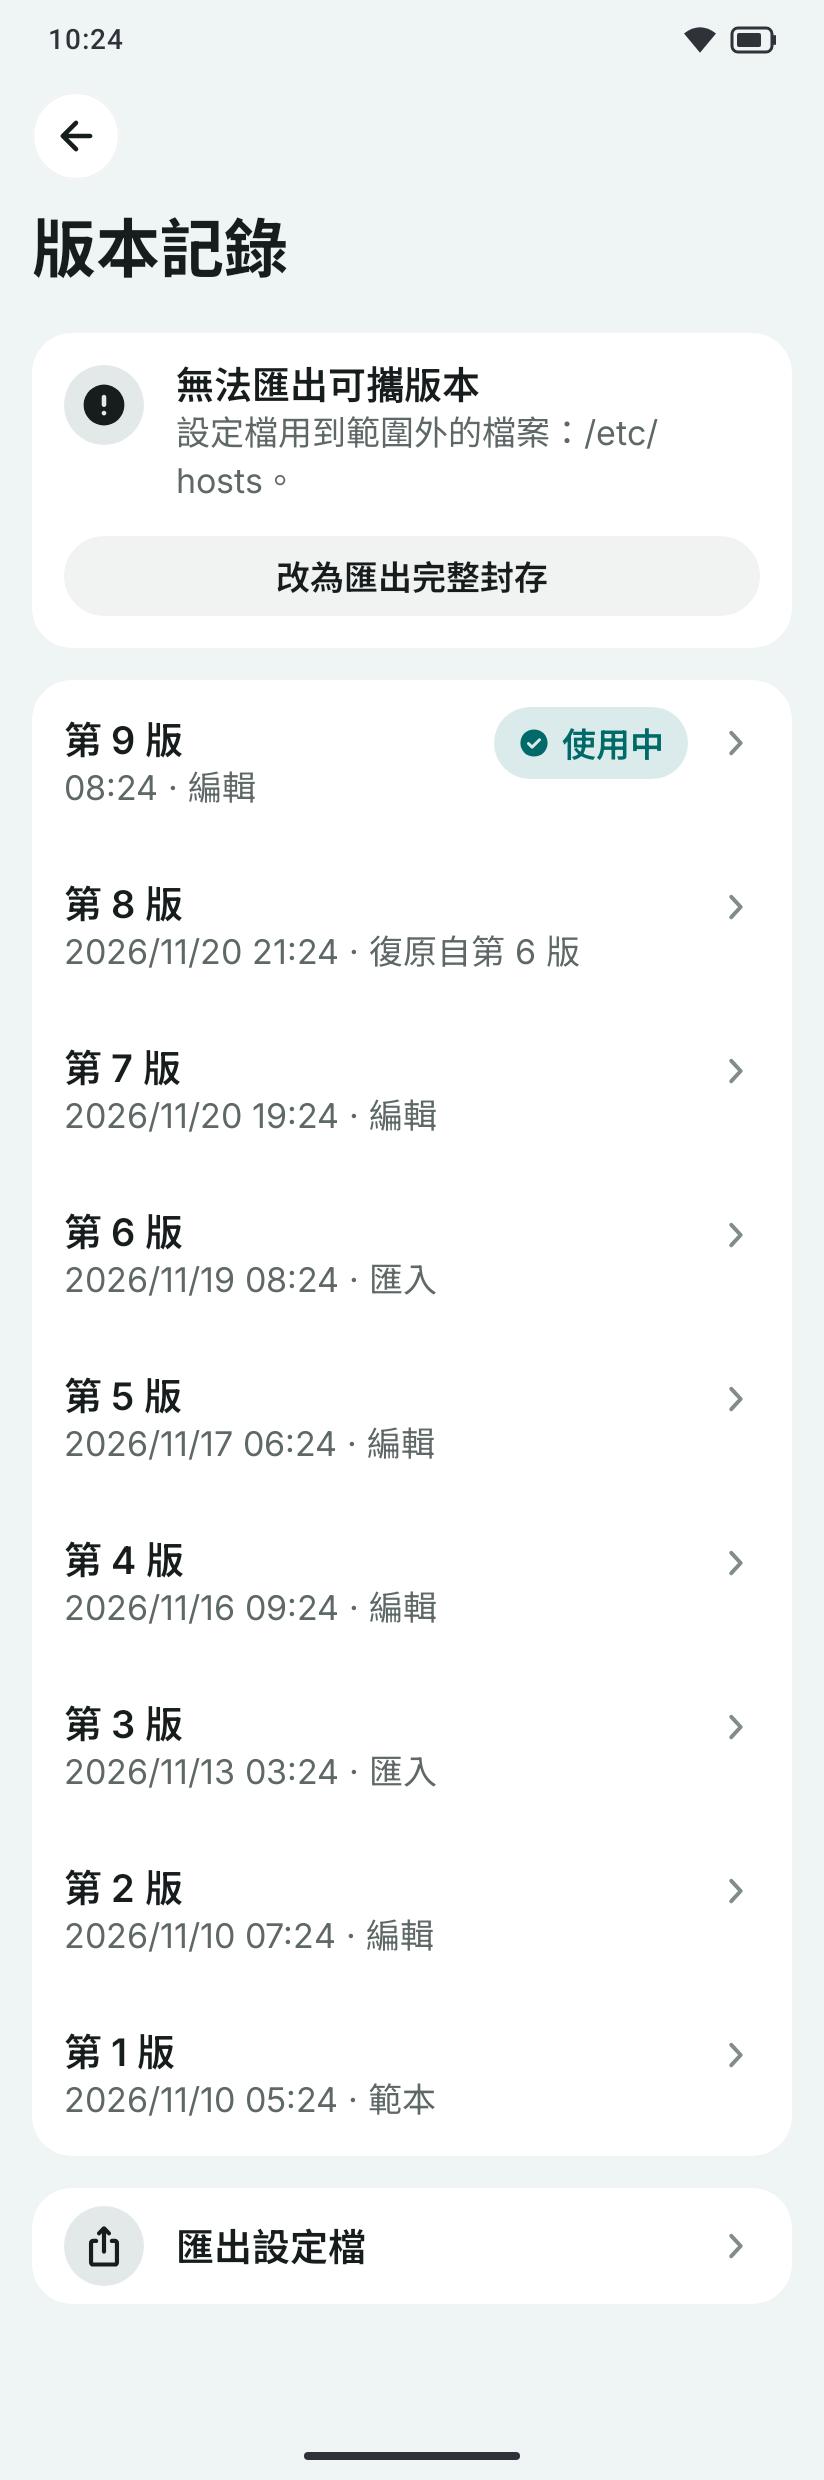 10:24
版本記錄
無法匯出可攜版本
設定檔用到範圍外的檔案：/etc/
hosts。
改為匯出完整封存
第 9 版
使用中
08:24 · 編輯
第 8 版
2026/11/20 21:24 · 復原自第 6 版
第 7 版
2026/11/20 19:24 · 編輯
第 6 版
2026/11/19 08:24 · 匯入
第 5 版
2026/11/17 06:24 · 編輯
第 4 版
2026/11/16 09:24 · 編輯
第 3 版
2026/11/13 03:24 · 匯入
第 2 版
2026/11/10 07:24 · 編輯
第 1 版
2026/11/10 05:24 · 範本
匯出設定檔